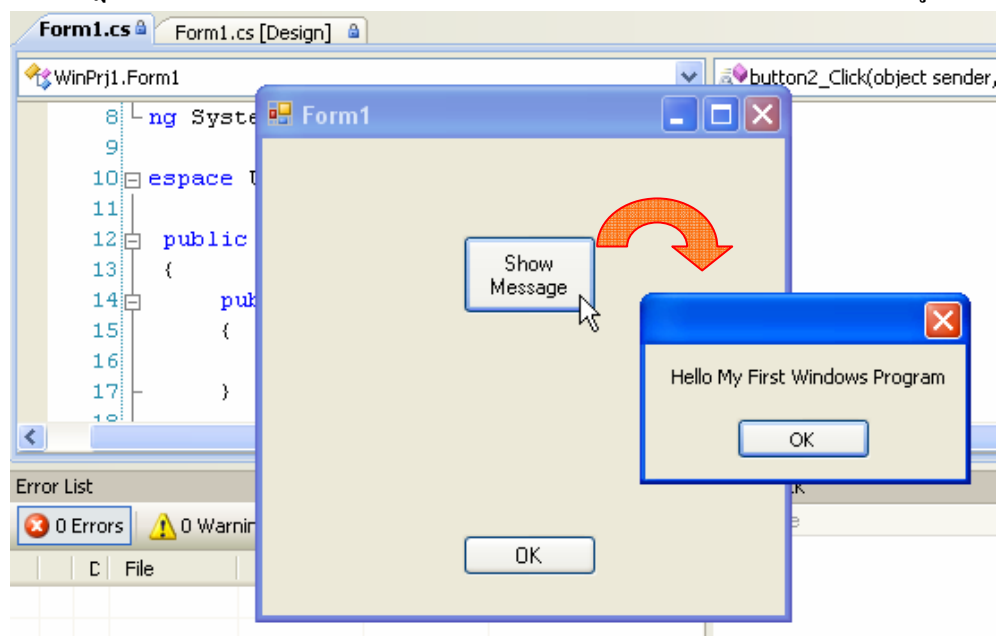 Form1.cs Form1.cs [Design]
WinPrj1.Form1
button2_Click(object sender,
8 ng Syste
9
10 espace
11
12 public
13 {
14 pub
15 {
16
17 }
18
Form1
Show
Message
Hello My First Windows Program
OK
OK
Error List
0 Errors 0 Warnin
File